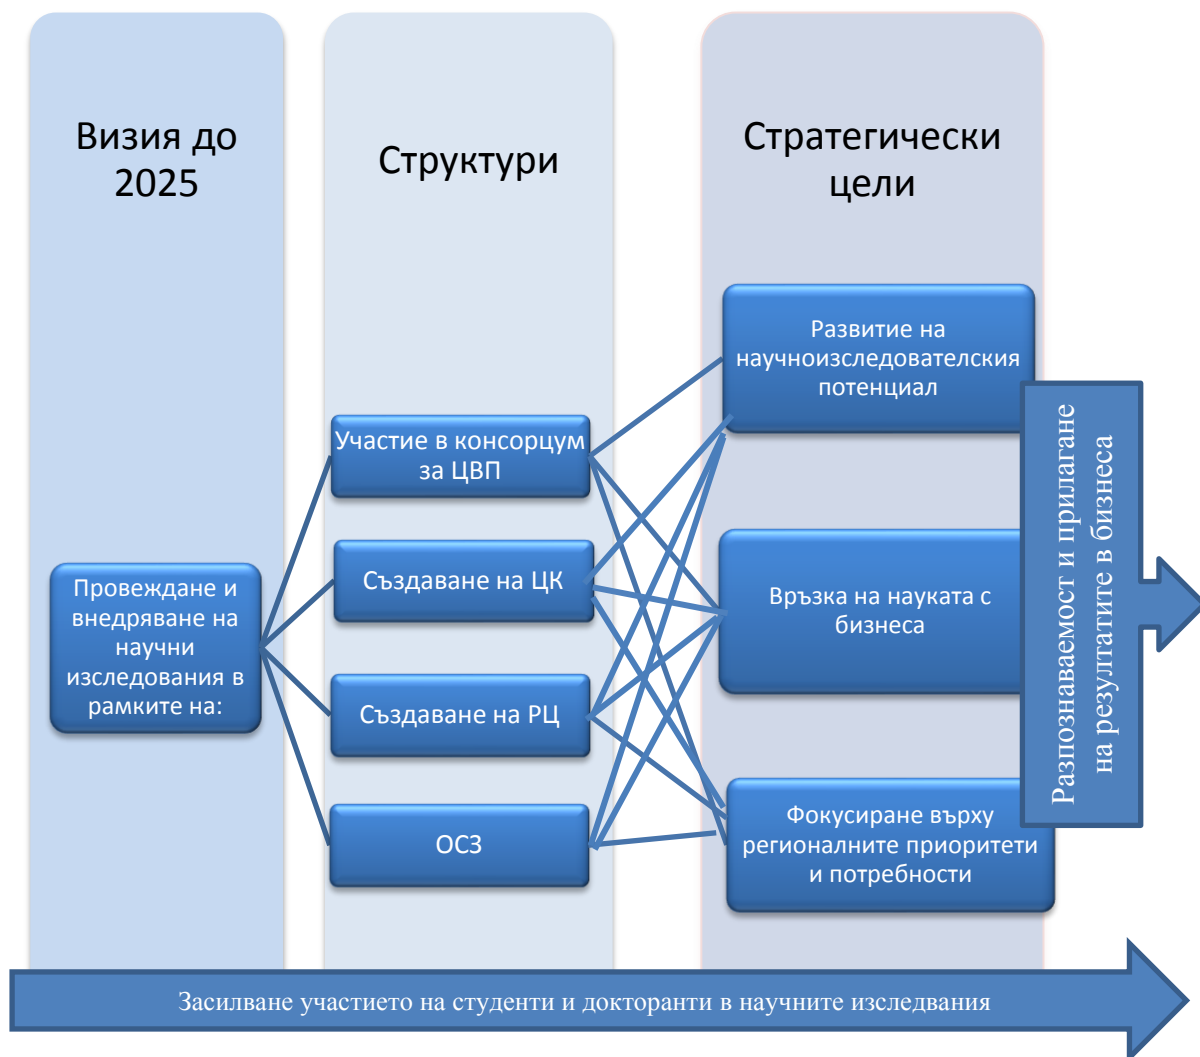 Визия до
2025
Структури
Стратегически
цели
Провеждане и
внедряване на
научни
изследования в
рамките на:
Участие в консорцум
за ЦВП
Създаване на ЦК
Създаване на РЦ
ОСЗ
Развитие на
научноизследователския
потенциал
Връзка на науката с
бизнеса
Фокусиране върху
регионалните приоритети
и потребности
Разпознаваемост и прилагане
на резултатите в бизнеса
Засилване участието на студенти и докторанти в научните изследвания